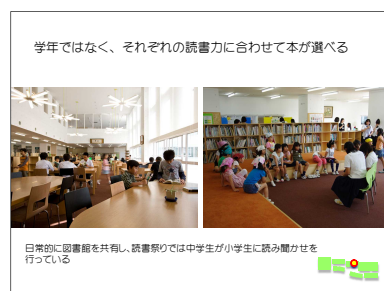 学年ではなく、それぞれの読書力に合わせて本が選べる
日常的に図書館を共有し、読書祭りでは中学生が小学生に読み聞かせを
行っている